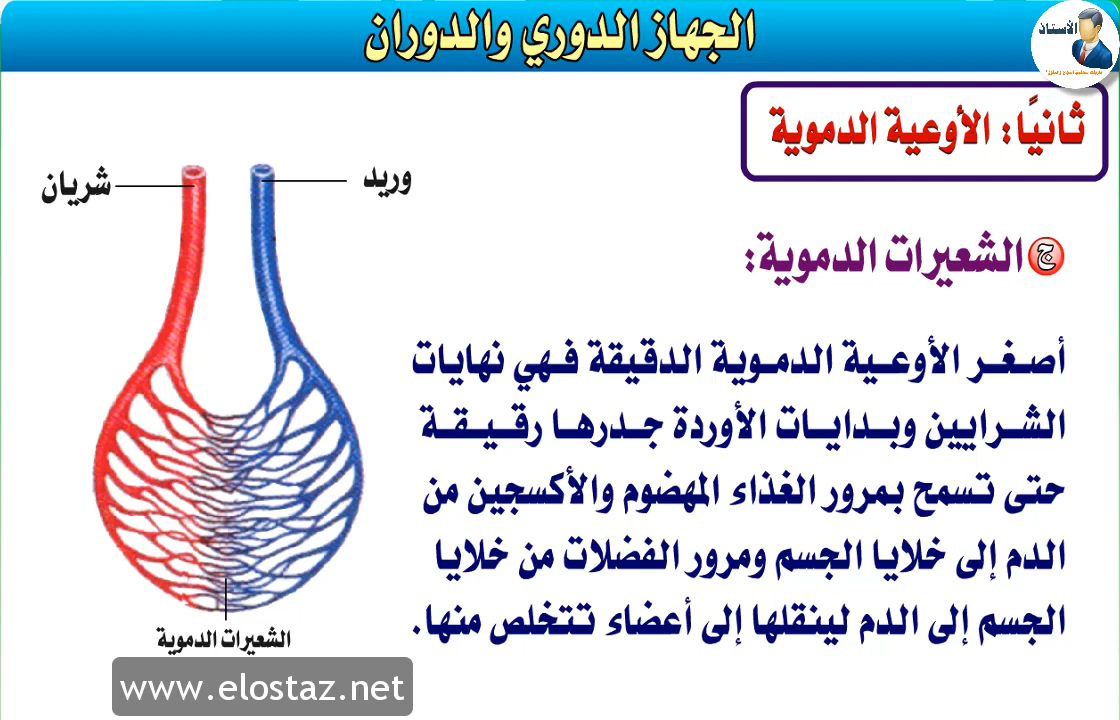 الجهاز الدوري والدوران
الأستاذ
ثانيًا: الأوعية الدموية
وريد
شريان
ج الشعيرات الدموية:
أصغر الأوعية الدموية الدقيقة فهي نهايات
الشرايين وبدايات الأوردة جدرها رقيقة
حتى تسمح بمرور الغذاء المهضوم والأكسجين من
الدم إلى خلايا الجسم ومرور الفضلات من خلايا
الجسم إلى الدم لينقلها إلى أعضاء تتخلص منها.
الشعيرات الدموية
www.elostaz.net